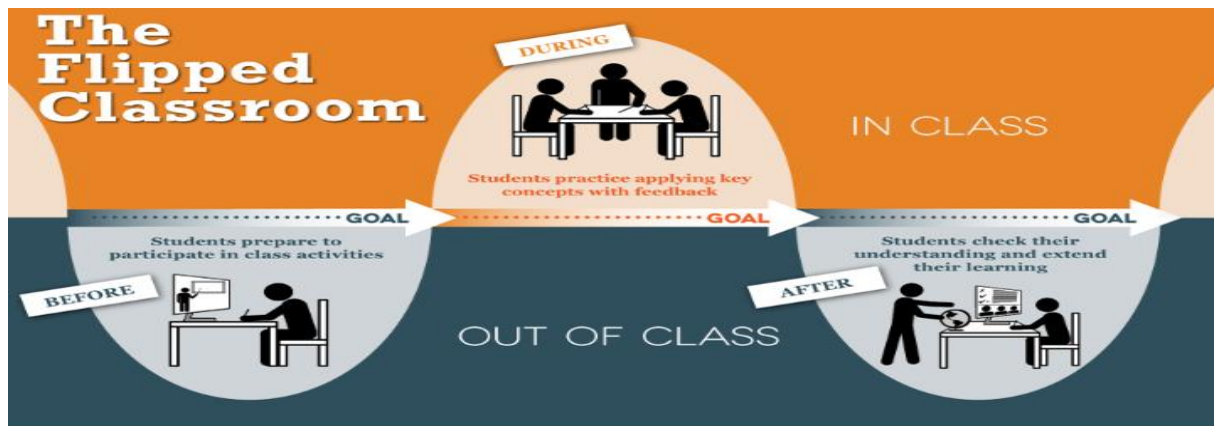 The
Flipped
Classroom
DURING
IN CLASS
Students practice applying key
concepts with feedback
GOAL
GOAL
GOAL
Students prepare to
participate in class activities
BEFORE
OUT OF CLASS
Students check their
understanding and extend
their learning
AFTER